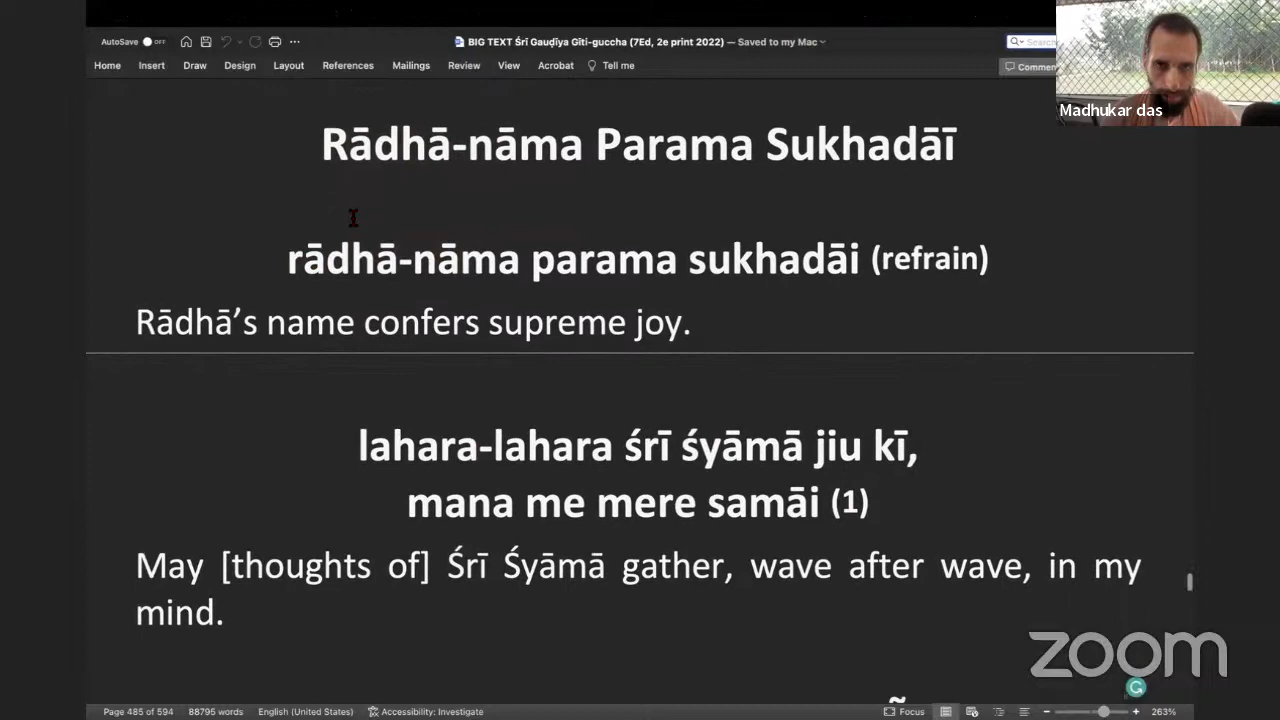 AutoSave OFF
BIG TEXT Śrī Gauḍīya Gīti-guccha (7Ed, 2e print 2022) — Saved to my Mac
Search
Home Insert Draw Design Layout References Mailings Review View Acrobat Tell me
Commen
Madhukar das
Rādhā-nāma Parama Sukhadāī
rādhā-nāma parama sukhadāi (refrain)
Rādhā’s name confers supreme joy.
lahara-lahara śrī śyāmā jiu kī,
mana me mere samāi (1)
May [thoughts of] Śrī Śyāmā gather, wave after wave, in my
mind.
zoom
Page 485 of 594 88795 words English (United States) Accessibility: Investigate Focus 263%